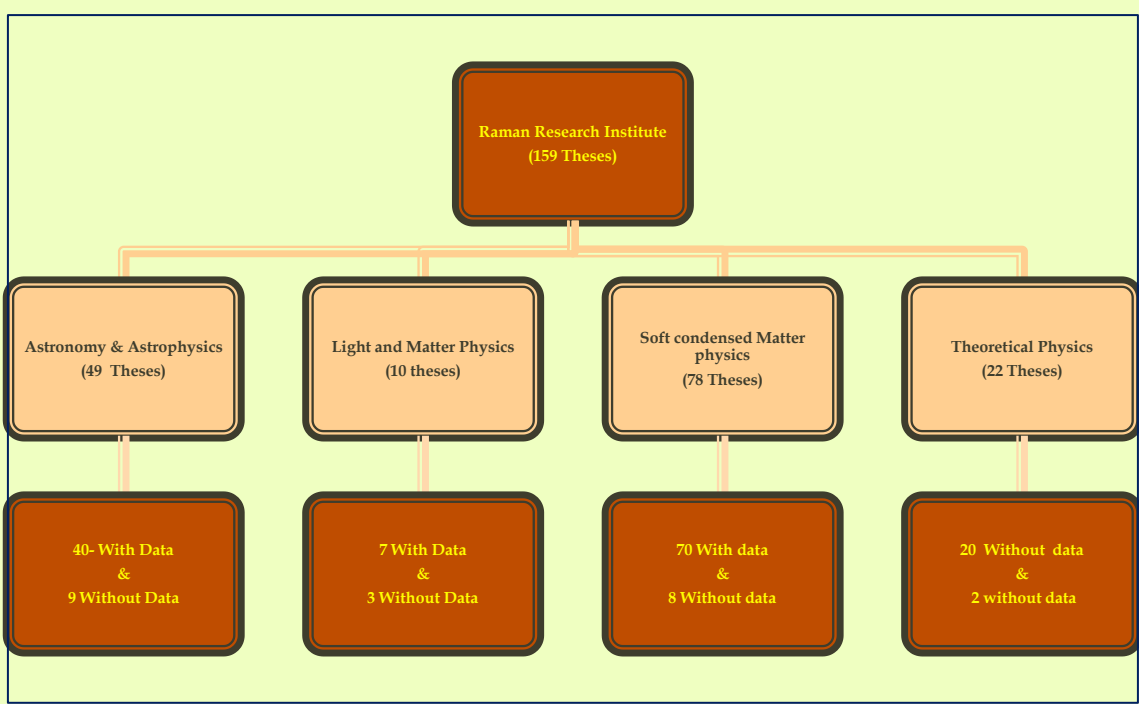 Raman Research Institute
(159 Theses)
Astronomy & Astrophysics
(49 Theses)
Light and Matter Physics
(10 theses)
Soft condensed Matter
physics
(78 Theses)
Theoretical Physics
(22 Theses)
40- With Data
&
9 Without Data
7 With Data
&
3 Without Data
70 With data
&
8 Without data
20 Without data
&
2 without data